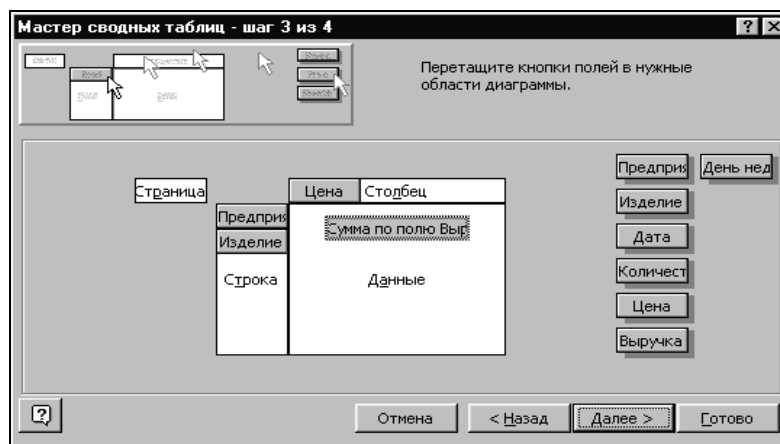 Мастер сводных таблиц - шаг 3 из 4
Перетащите кнопки полей в нужные
области диаграммы.
Страница
Цена Столбец
Предприя
Изделие
Сумма по полю Выр
Строка
Данные
Предприя День нед
Изделие
Дата
Количест
Цена
Выручка
Отмена < Назад Далее > Готово